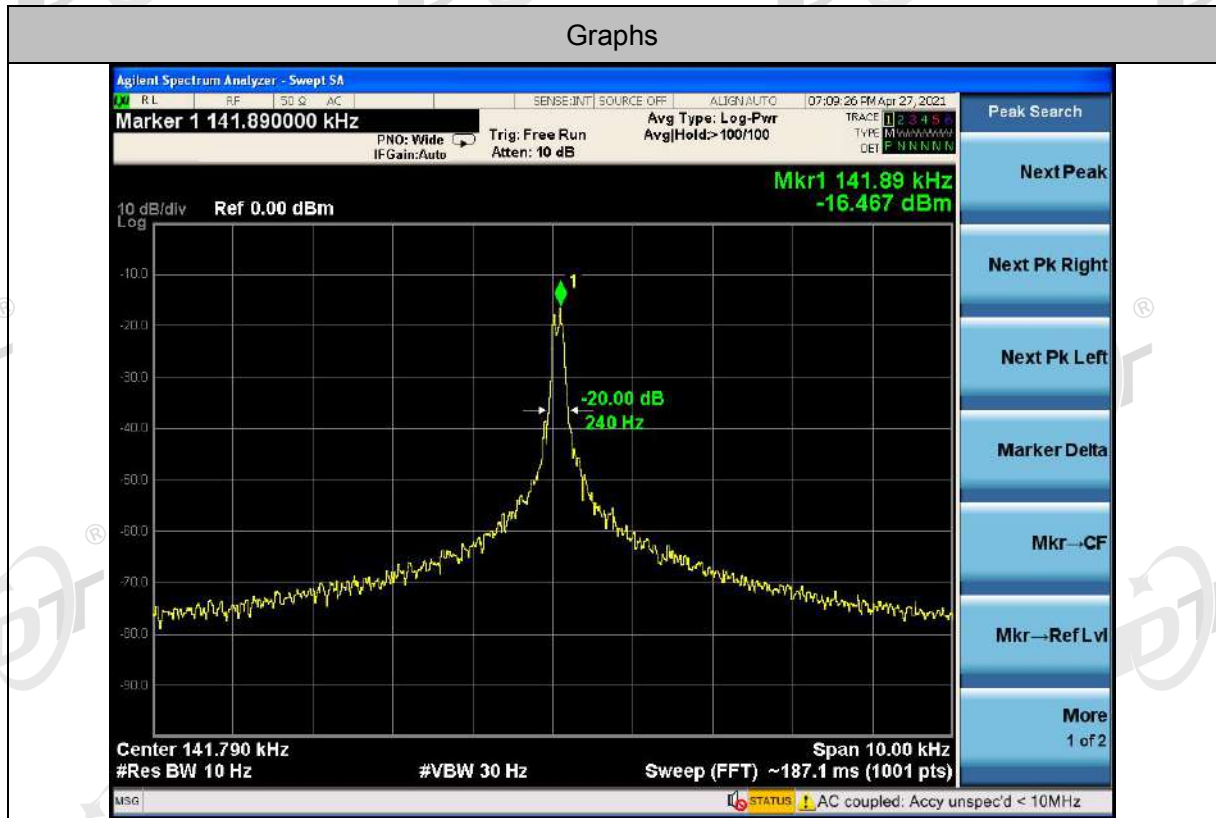 Graphs
Agilent Spectrum Analyzer - Swept SA
RL RF 50 Ω AC SENSE:INT SOURCE OFF ALIGNAUTO 07:09:26 PM Apr 27, 2021
Marker 1 141.890000 kHz
PNO: Wide
IFGain:Auto
Trig: Free Run
Atten: 10 dB
Avg Type: Log-Pwr
Avg|Hold:> 100/100
TRACE 1 2 3 4 5 6
TYPE M
DET P N N N N N
Mkr1 141.89 kHz
-16.467 dBm
10 dB/div Ref 0.00 dBm
Log
-10.0
-20.0
-30.0
-40.0
-50.0
-60.0
-70.0
-80.0
-90.0
1
-20.00 dB
240 Hz
Center 141.790 kHz Span 10.00 kHz
#Res BW 10 Hz #VBW 30 Hz Sweep (FFT) ~187.1 ms (1001 pts)
MSG STATUS AC coupled: Accy unspec'd < 10MHz
Peak Search
Next Peak
Next Pk Right
Next Pk Left
Marker Delta
Mkr→CF
Mkr→Ref Lvl
More
1 of 2